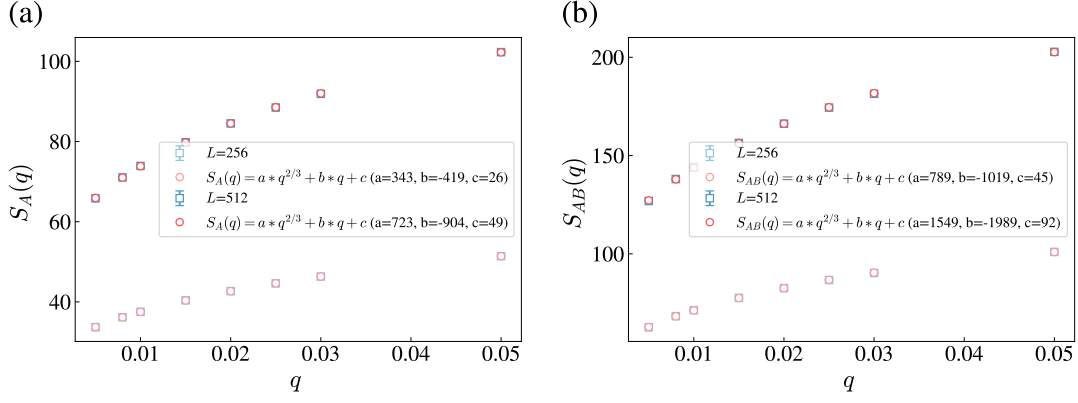 (a)
100
80
60
40
S_A(q)
L=256
S_A(q) = a * q^{2/3} + b * q + c (a=343, b=-419, c=26)
L=512
S_A(q) = a * q^{2/3} + b * q + c (a=723, b=-904, c=49)
0.01 0.02 0.03 0.04 0.05
q
(b)
200
150
100
S_{AB}(q)
L=256
S_{AB}(q) = a * q^{2/3} + b * q + c (a=789, b=-1019, c=45)
L=512
S_{AB}(q) = a * q^{2/3} + b * q + c (a=1549, b=-1989, c=92)
0.01 0.02 0.03 0.04 0.05
q